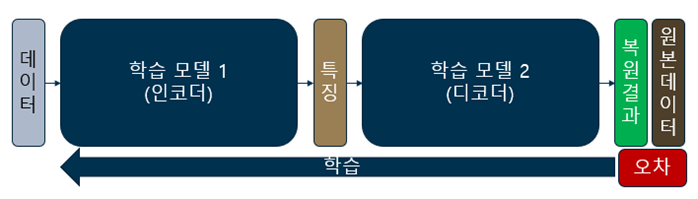 데이터
학습 모델 1
(인코더)
특징
학습 모델 2
(디코더)
복원결과
원본데이터
학습
오차